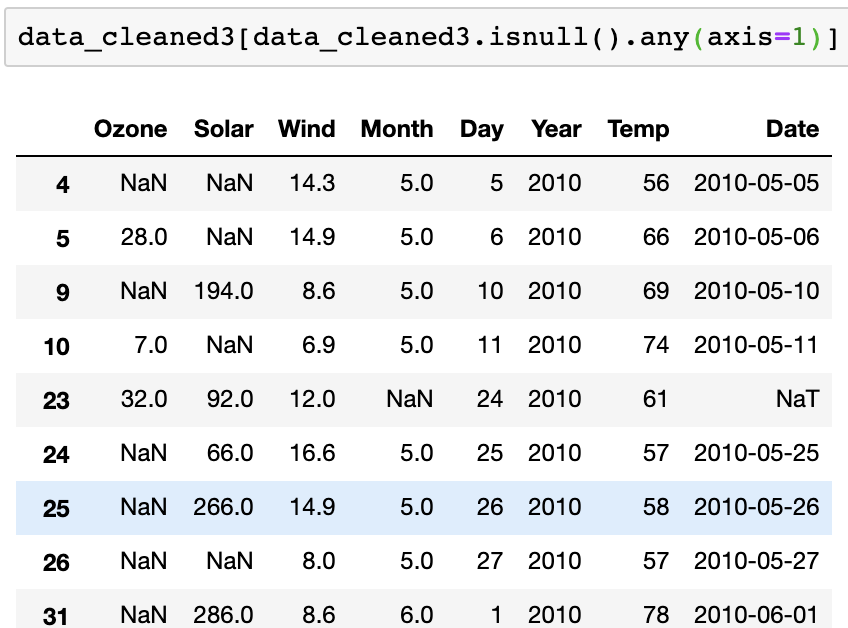 data_cleaned3[data_cleaned3.isnull().any(axis=1)]
Ozone Solar Wind Month Day Year Temp Date
4 NaN NaN 14.3 5.0 5 2010 56 2010-05-05
5 28.0 NaN 14.9 5.0 6 2010 66 2010-05-06
9 NaN 194.0 8.6 5.0 10 2010 69 2010-05-10
10 7.0 NaN 6.9 5.0 11 2010 74 2010-05-11
23 32.0 92.0 12.0 NaN 24 2010 61 NaT
24 NaN 66.0 16.6 5.0 25 2010 57 2010-05-25
25 NaN 266.0 14.9 5.0 26 2010 58 2010-05-26
26 NaN NaN 8.0 5.0 27 2010 57 2010-05-27
31 NaN 286.0 8.6 6.0 1 2010 78 2010-06-01